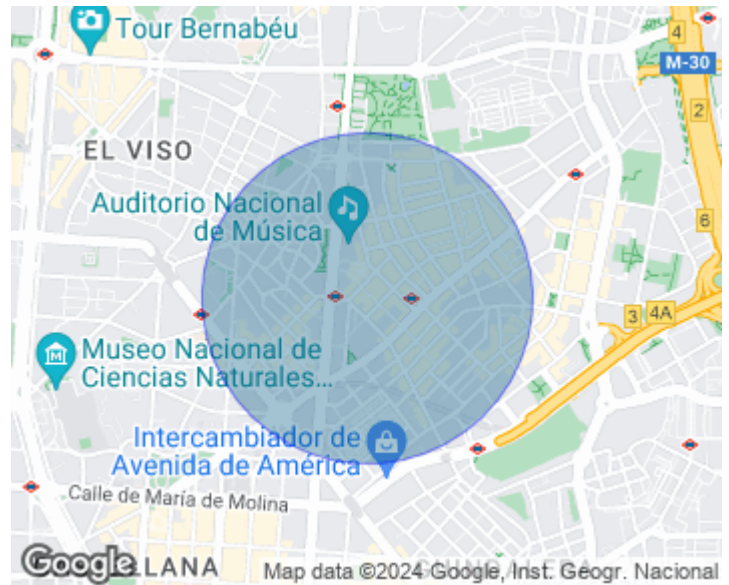 Tour Bernabéu
4
M-30
2
EL VISO
Auditorio Nacional
de Música
6
3
4A
Museo Nacional de
Ciencias Naturales...
Intercambiador de
Avenida de América
Calle de María de Molina
Google
LLANA
Map data ©2024 Google, Inst. Geogr. Nacional